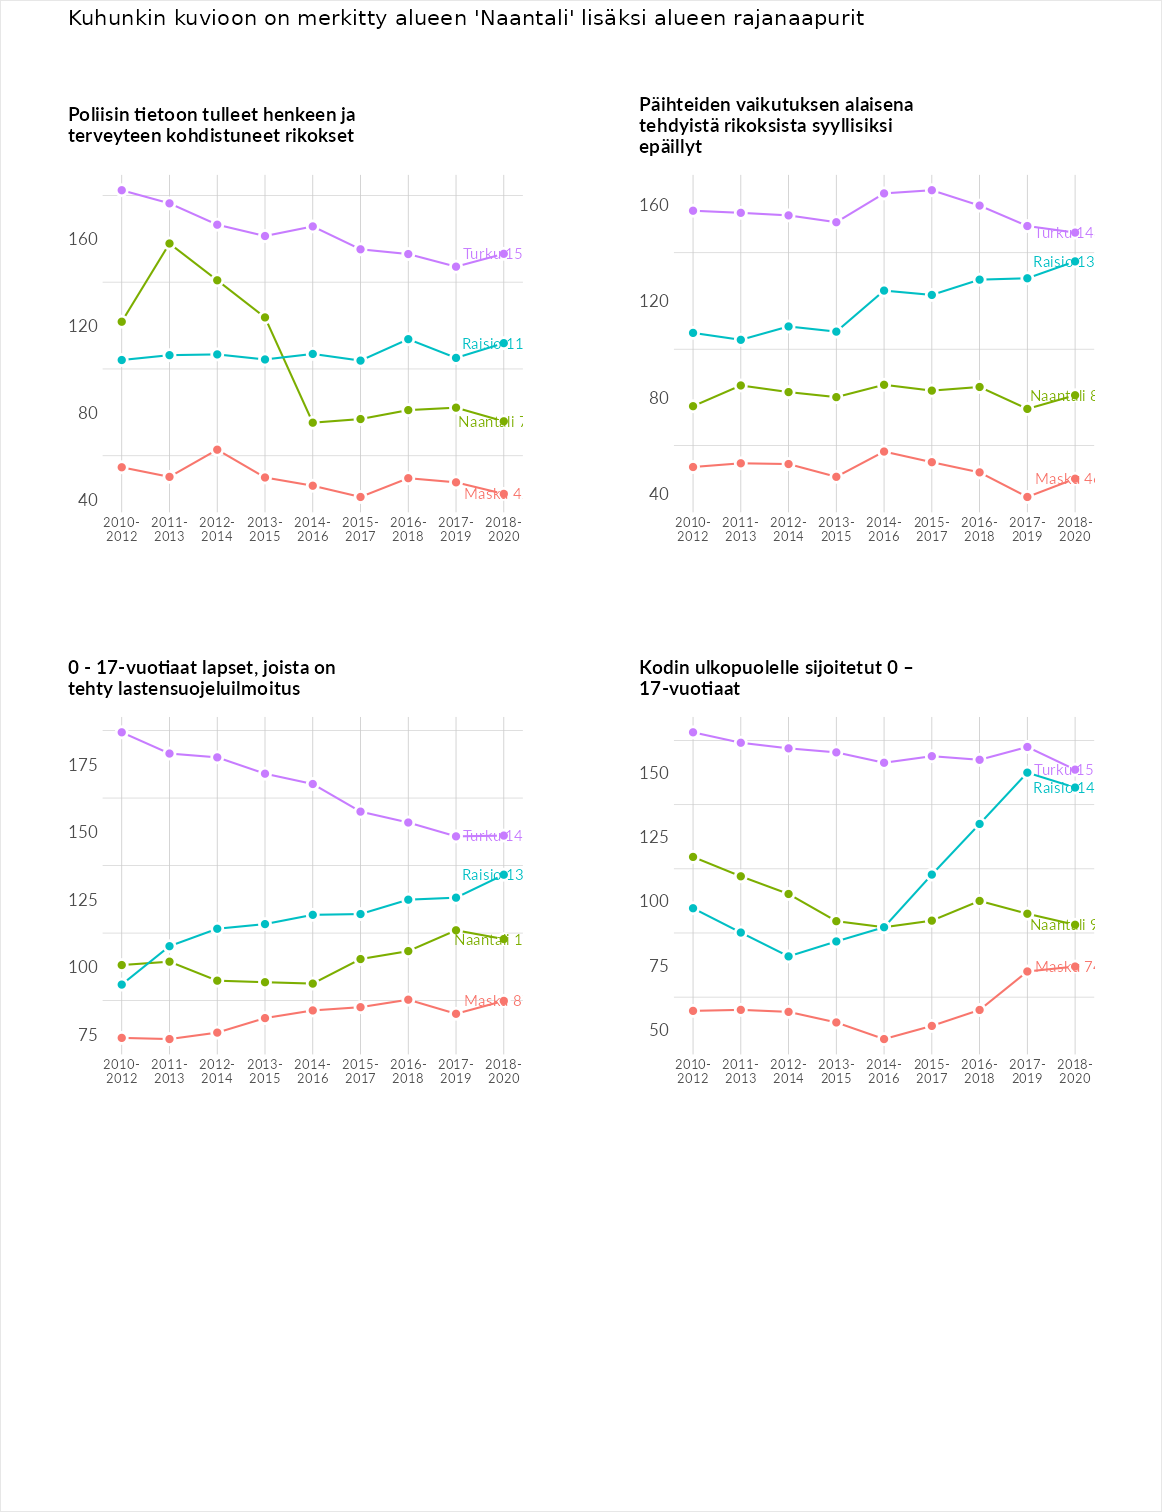 Kuhunkin kuvioon on merkitty alueen 'Naantali' lisäksi alueen rajanaapurit
Poliisin tietoon tulleet henkeen ja
terveyteen kohdistuneet rikokset
160
120
80
40
Turku 15
Raisio 11
Naantali 7
Masku 4
2010- 2011- 2012- 2013- 2014- 2015- 2016- 2017- 2018-
2012 2013 2014 2015 2016 2017 2018 2019 2020
Päihteiden vaikutuksen alaisena
tehdyistä rikoksista syyllisiksi
epäillyt
160
120
80
40
Turku 14
Raisio 13
Naantali 8
Masku 46
2010- 2011- 2012- 2013- 2014- 2015- 2016- 2017- 2018-
2012 2013 2014 2015 2016 2017 2018 2019 2020
0 - 17-vuotiaat lapset, joista on
tehty lastensuojeluilmoitus
175
150
125
100
75
Turku 14
Raisio 13
Naantali 1
Masku 8
2010- 2011- 2012- 2013- 2014- 2015- 2016- 2017- 2018-
2012 2013 2014 2015 2016 2017 2018 2019 2020
Kodin ulkopuolelle sijoitetut 0 –
17-vuotiaat
150
125
100
75
50
Turku 15
Raisio 14
Naantali 9
Masku 74
2010- 2011- 2012- 2013- 2014- 2015- 2016- 2017- 2018-
2012 2013 2014 2015 2016 2017 2018 2019 2020